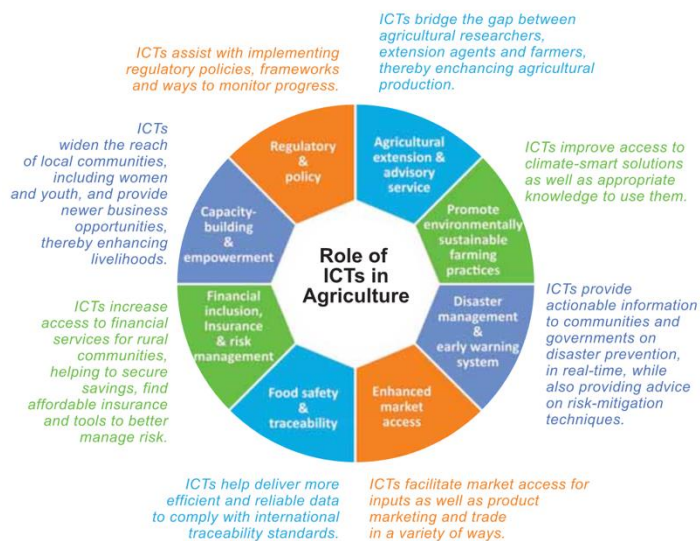 ICTs assist with implementing
regulatory policies, frameworks
and ways to monitor progress.
ICTs bridge the gap between
agricultural researchers,
extension agents and farmers,
thereby enchancing agricultural
production.
ICTs
widen the reach
of local communities,
including women
and youth, and provide
newer business
opportunities,
thereby enhancing
livelihoods.
ICTs improve access to
climate-smart solutions
as well as appropriate
knowledge to use them.
Regulatory
&
policy
Agricultural
extension &
advisory
service
Capacity-
building
&
empowerment
Promote
environmentally
sustainable
farming
practices
Role of
ICTs in
Agriculture
Financial
inclusion,
Insurance
& risk
management
Disaster
management
&
early warning
system
Food safety
&
traceability
Enhanced
market
access
ICTs increase
access to financial
services for rural
communities,
helping to secure
savings, find
affordable insurance
and tools to better
manage risk.
ICTs provide
actionable information
to communities and
governments on
disaster prevention,
in real-time, while
also providing advice
on risk-mitigation
techniques.
ICTs help deliver more
efficient and reliable data
to comply with international
traceability standards.
ICTs facilitate market access for
inputs as well as product
marketing and trade
in a variety of ways.